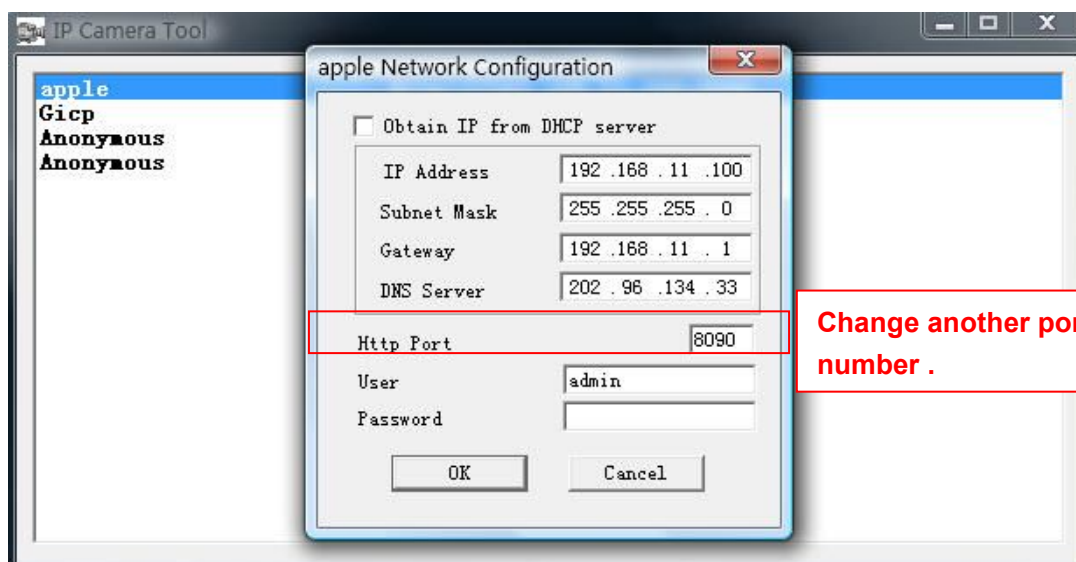 IP Camera Tool
apple Network Configuration
apple
Gicp
Anonymous
Anonymous
Obtain IP from DHCP server
IP Address 192 .168 . 11 .100
Subnet Mask 255 .255 .255 . 0
Gateway 192 .168 . 11 . 1
DNS Server 202 . 96 .134 . 33
Http Port 8090
User admin
Password
OK Cancel
Change another por
number .